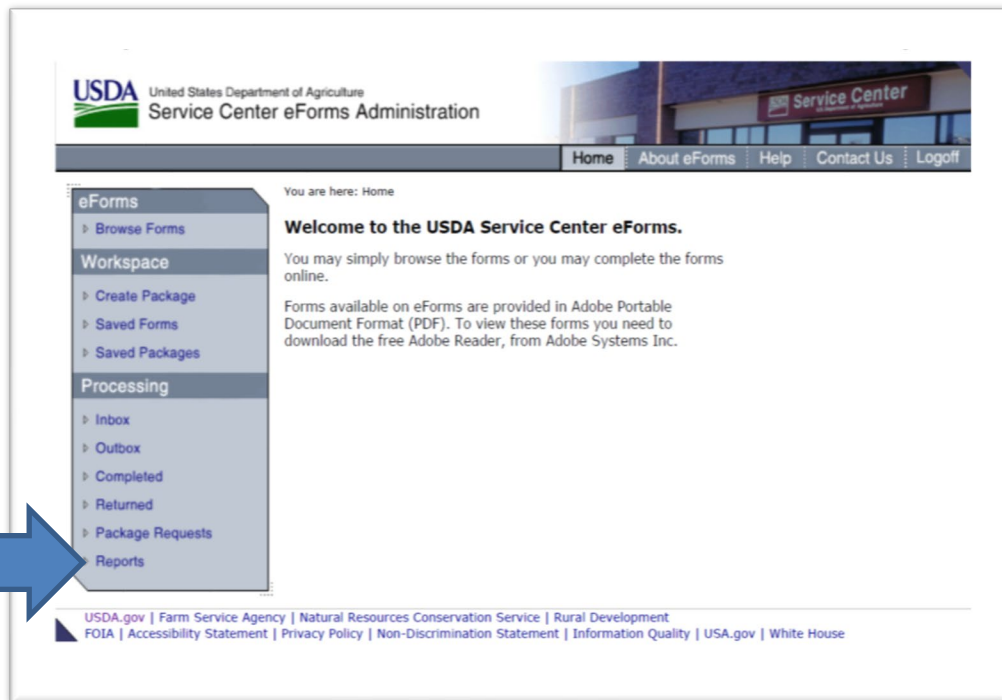 USDA United States Department of Agriculture
Service Center eForms Administration
Service Center
Home About eForms Help Contact Us Logoff
You are here: Home
eForms
Browse Forms
Workspace
Create Package
Saved Forms
Saved Packages
Processing
Inbox
Outbox
Completed
Returned
Package Requests
Reports
Welcome to the USDA Service Center eForms.
You may simply browse the forms or you may complete the forms
online.
Forms available on eForms are provided in Adobe Portable
Document Format (PDF). To view these forms you need to
download the free Adobe Reader, from Adobe Systems Inc.
USDA.gov | Farm Service Agency | Natural Resources Conservation Service | Rural Development
FOIA | Accessibility Statement | Privacy Policy | Non-Discrimination Statement | Information Quality | USA.gov | White House